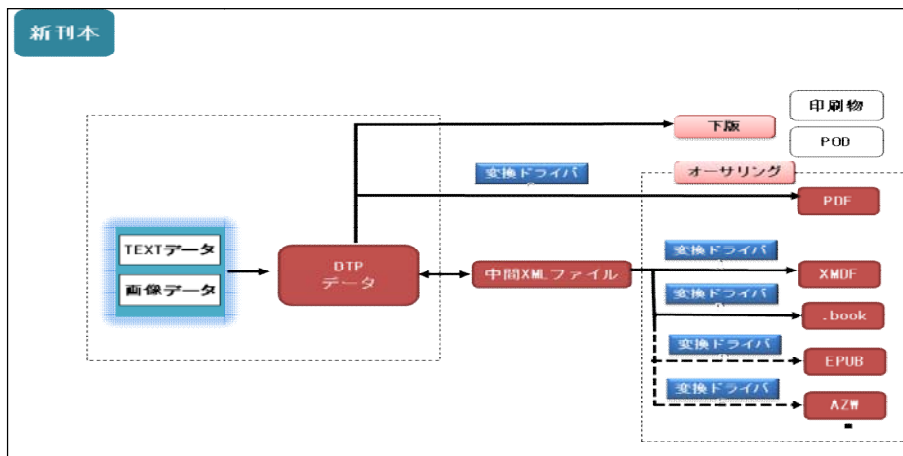 新刊本
印刷物
下版
POD
変換ドライバ
オーサリング
PDF
TEXTデータ
画像データ
DTP
データ
中間XMLファイル
変換ドライバ
XMDF
変換ドライバ
.book
変換ドライバ
EPUB
変換ドライバ
AZW